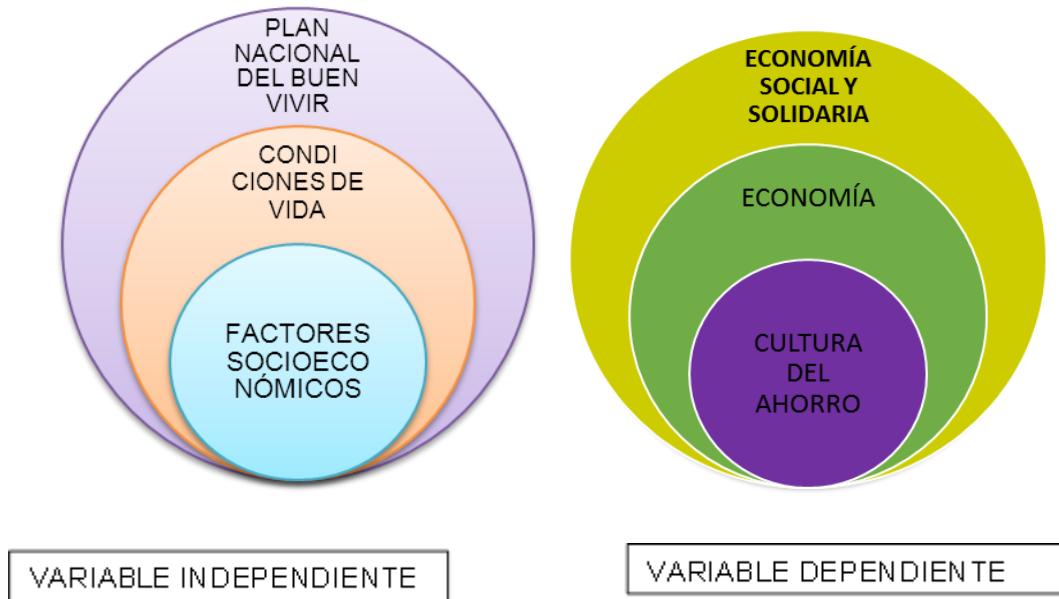 PLAN
NACIONAL
DEL BUEN
VIVIR
CONDI
CIONES DE
VIDA
FACTORES
SOCIOECO
NÓMICOS
VARIABLE INDEPENDIENTE
ECONOMÍA
SOCIAL Y
SOLIDARIA
ECONOMÍA
CULTURA
DEL
AHORRO
VARIABLE DEPENDIENTE